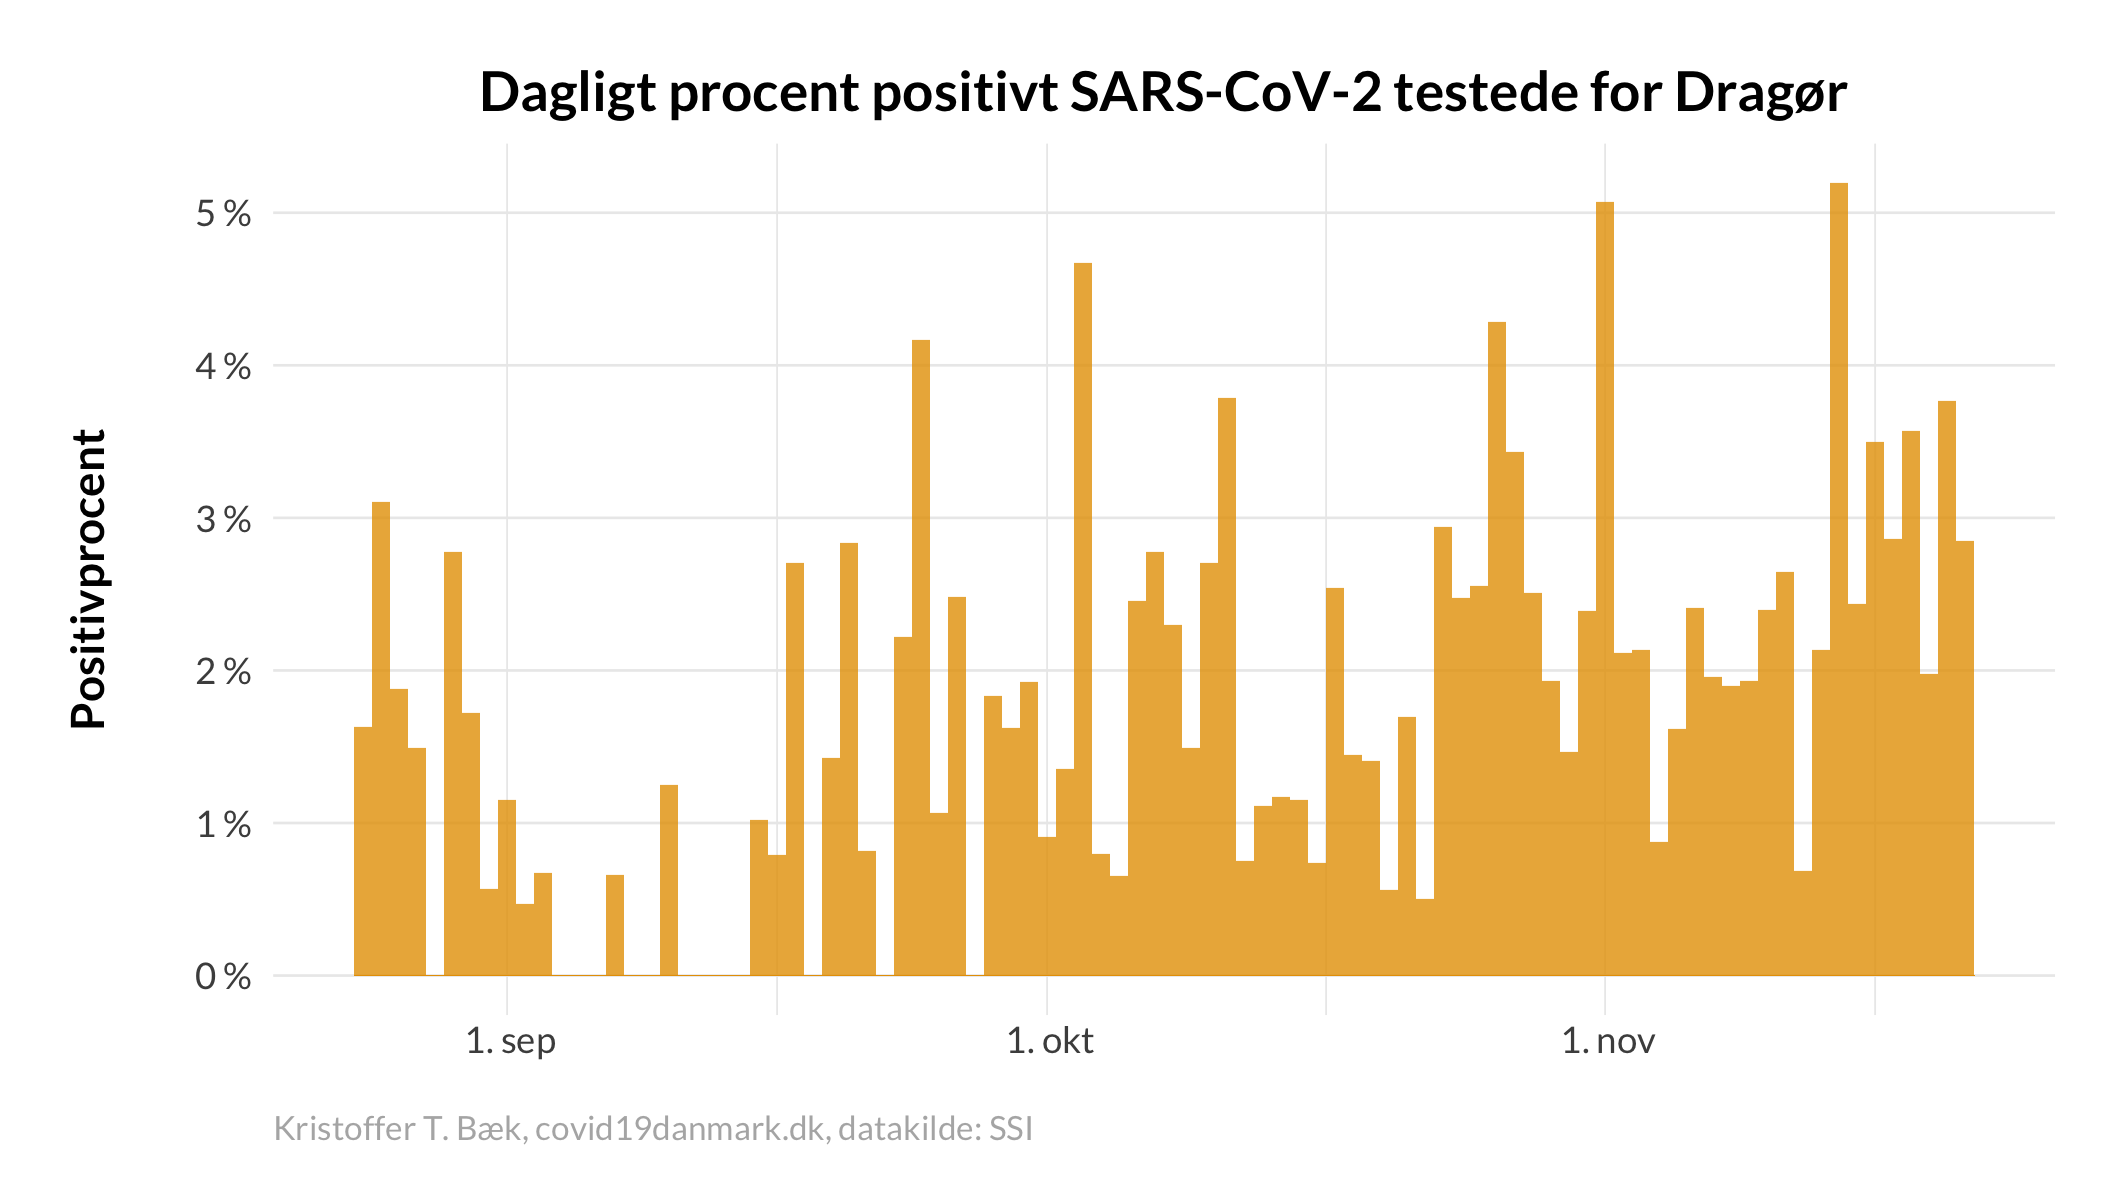 Dagligt procent positivt SARS-CoV-2 testede for Dragør
Positivprocent
5 %
4 %
3 %
2 %
1 %
0 %
1. sep
1. okt
1. nov
Kristoffer T. Bæk, covid19danmark.dk, datakilde: SSI